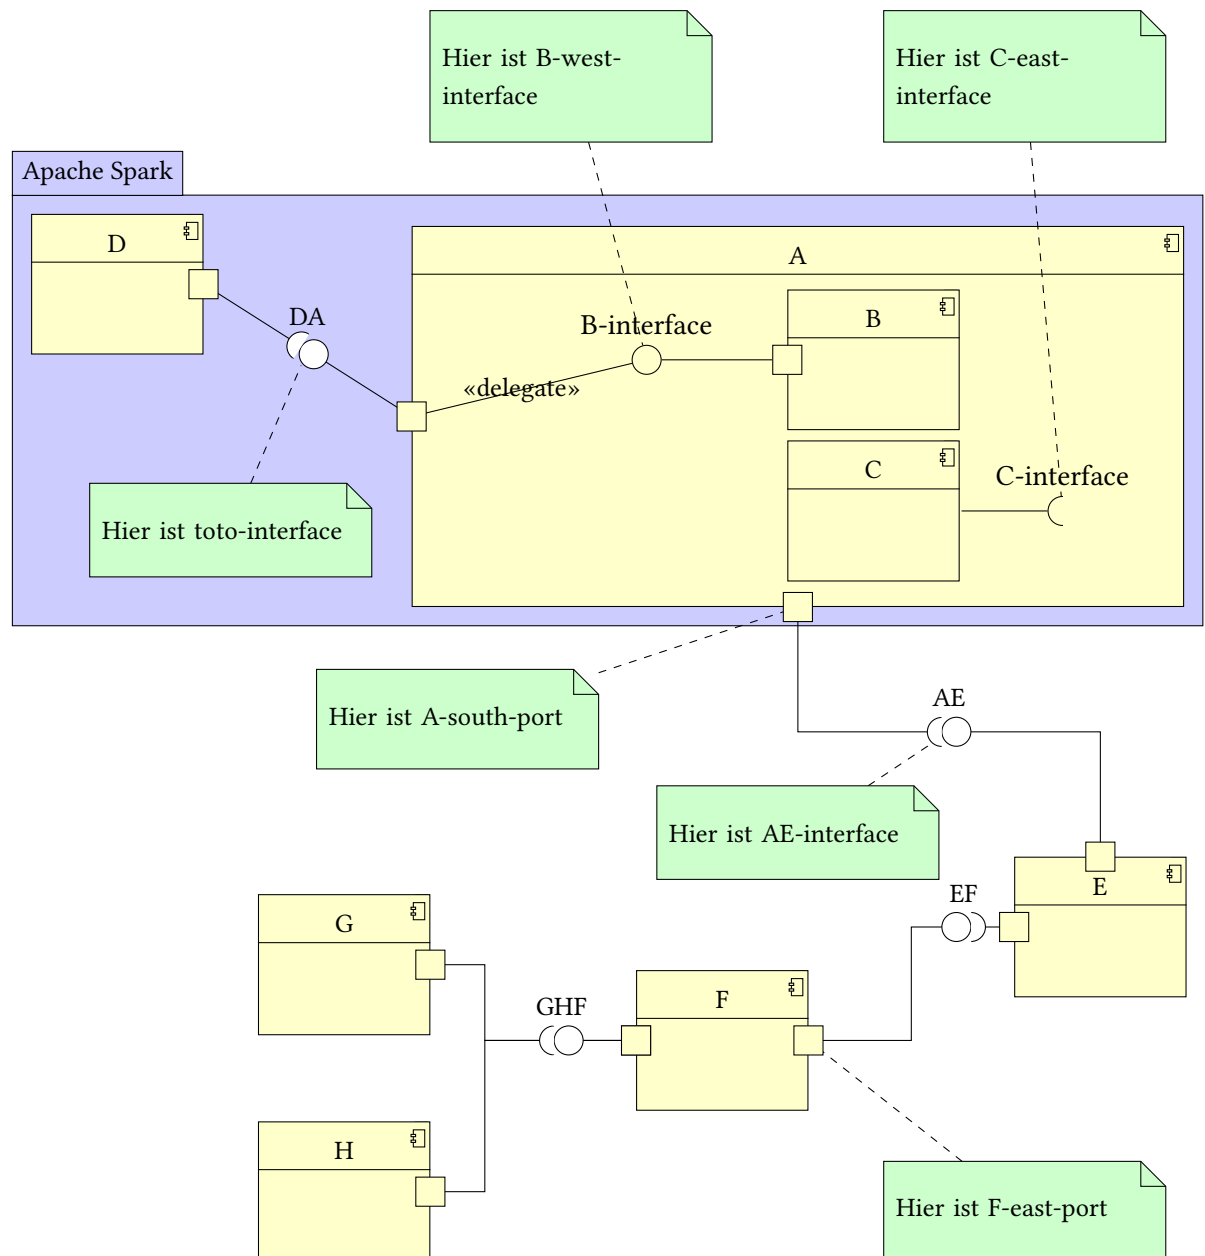 Hier ist B-west-
interface
Hier ist C-east-
interface
Apache Spark
D
A
DA
B-interface
B
«delegate»
C
C-interface
Hier ist toto-interface
Hier ist A-south-port
AE
Hier ist AE-interface
E
EF
G
F
GHF
H
Hier ist F-east-port